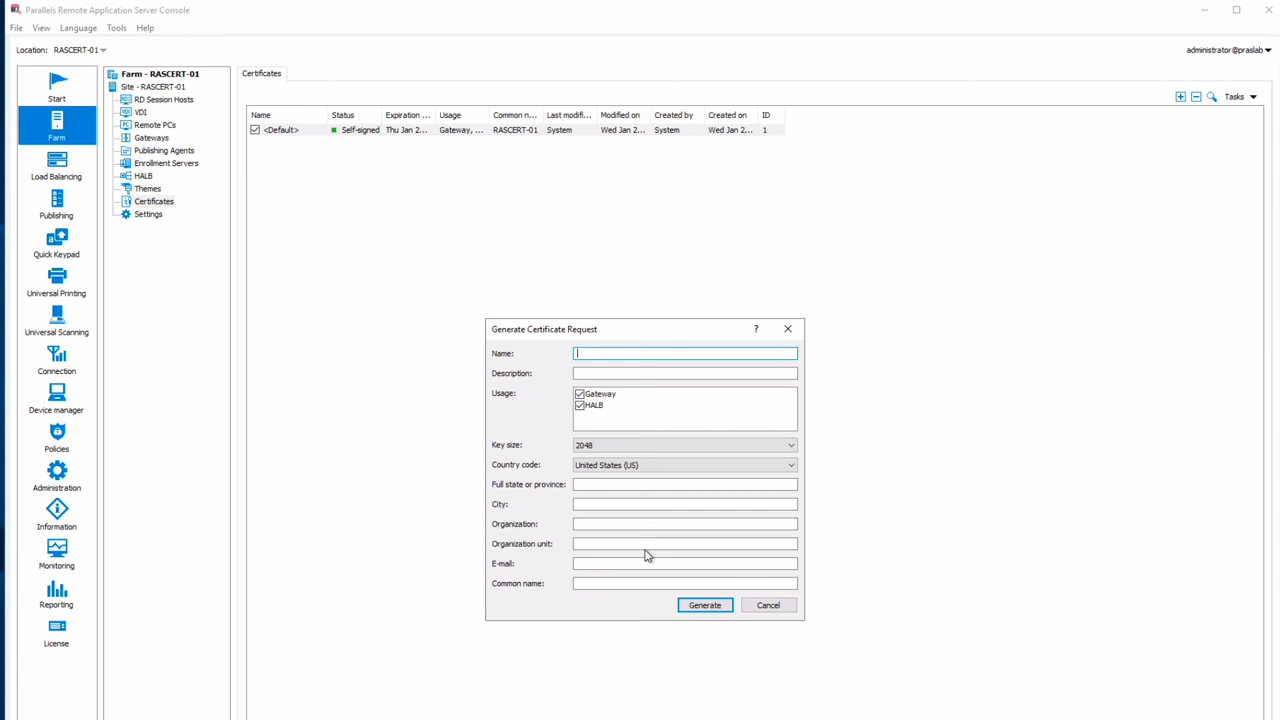 Parallels Remote Application Server Console
File View Language Tools Help
Location: RASCERT-01
administrator@praslab
Start
Farm
Load Balancing
Publishing
Quick Keypad
Universal Printing
Universal Scanning
Connection
Device manager
Policies
Administration
Information
Monitoring
Reporting
License
Farm - RASCERT-01
Site - RASCERT-01
RD Session Hosts
VDI
Remote PCs
Gateways
Publishing Agents
Enrollment Servers
HALB
Themes
Certificates
Settings
Certificates
Tasks
Name Status Expiration ... Usage Common n... Last modifi... Modified on Created by Created on ID
<Default> Self-signed Thu Jan 2... Gateway, ... RASCERT-01 System Wed Jan 2... System Wed Jan 2... 1
Generate Certificate Request ?
Name:
Description:
Usage: Gateway
HALB
Key size: 2048
Country code: United States (US)
Full state or province:
City:
Organization:
Organization unit:
E-mail:
Common name:
Generate Cancel